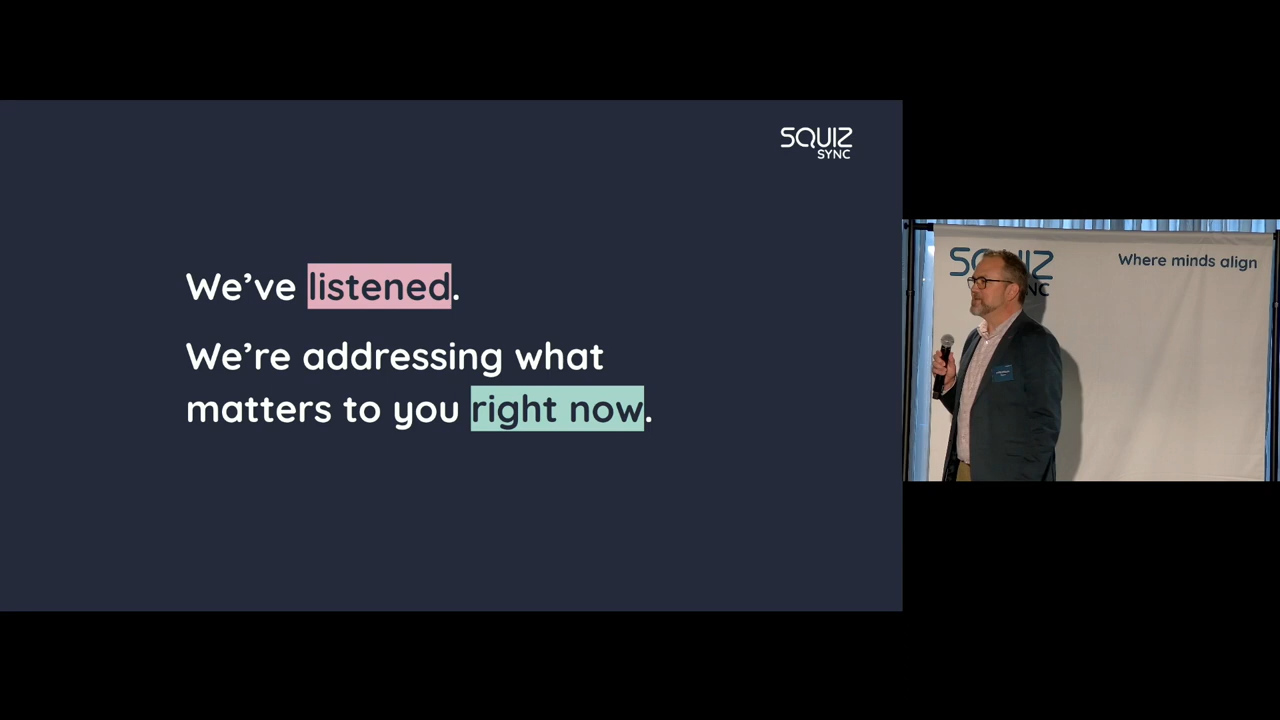 SQUIZ
SYNC
We’ve listened.
We’re addressing what
matters to you right now.
SQUIZ
Where minds align